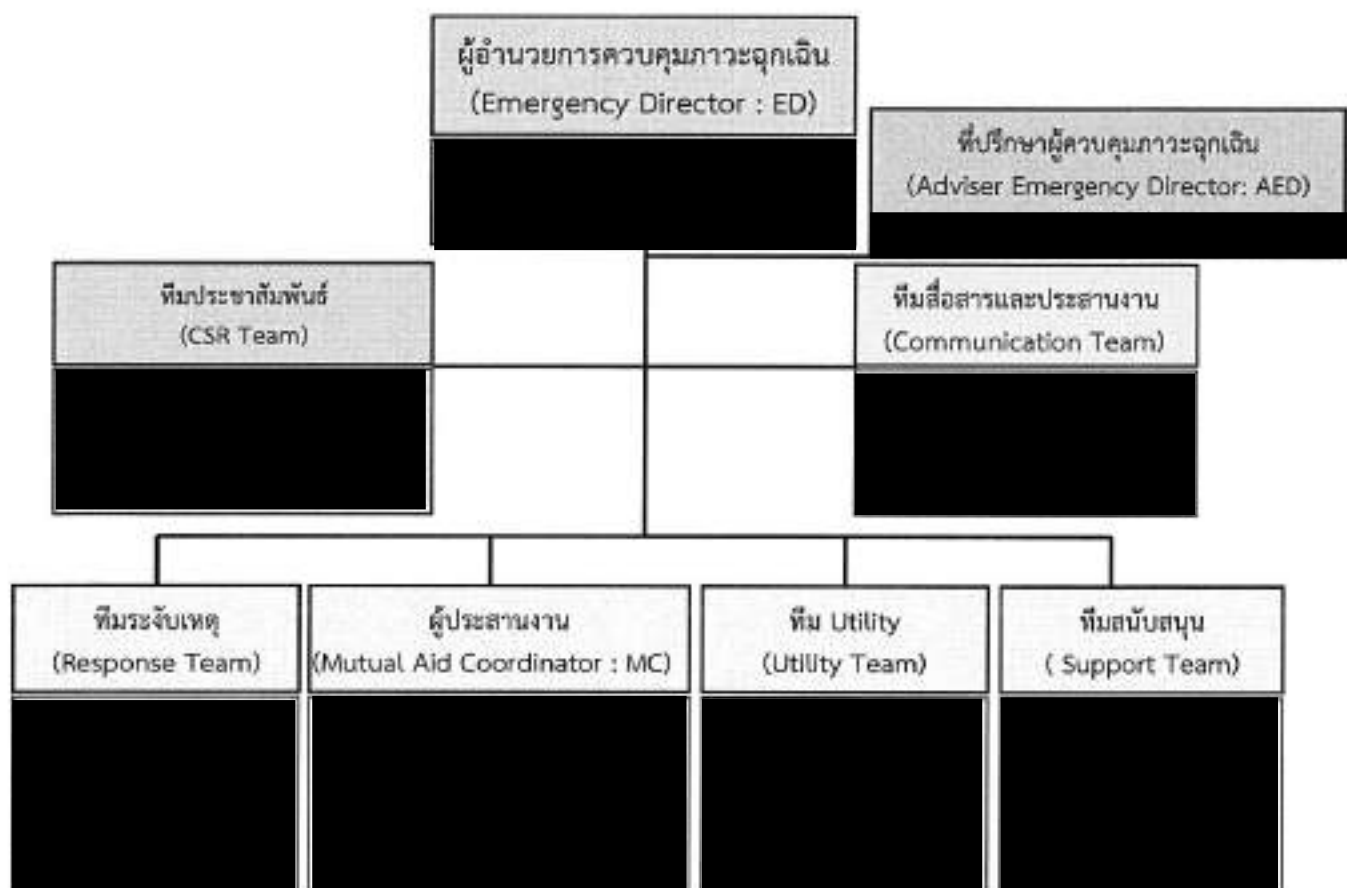 ผู้อำนวยการควบคุมภาวะฉุกเฉิน
(Emergency Director : ED)
ที่ปรึกษาผู้ควบคุมภาวะฉุกเฉิน
(Adviser Emergency Director: AED)
ทีมประชาสัมพันธ์
(CSR Team)
ทีมสื่อสารและประสานงาน
(Communication Team)
ทีมระงับเหตุ
(Response Team)
ผู้ประสานงาน
(Mutual Aid Coordinator : MC)
ทีม Utility
(Utility Team)
ทีมสนับสนุน
( Support Team)